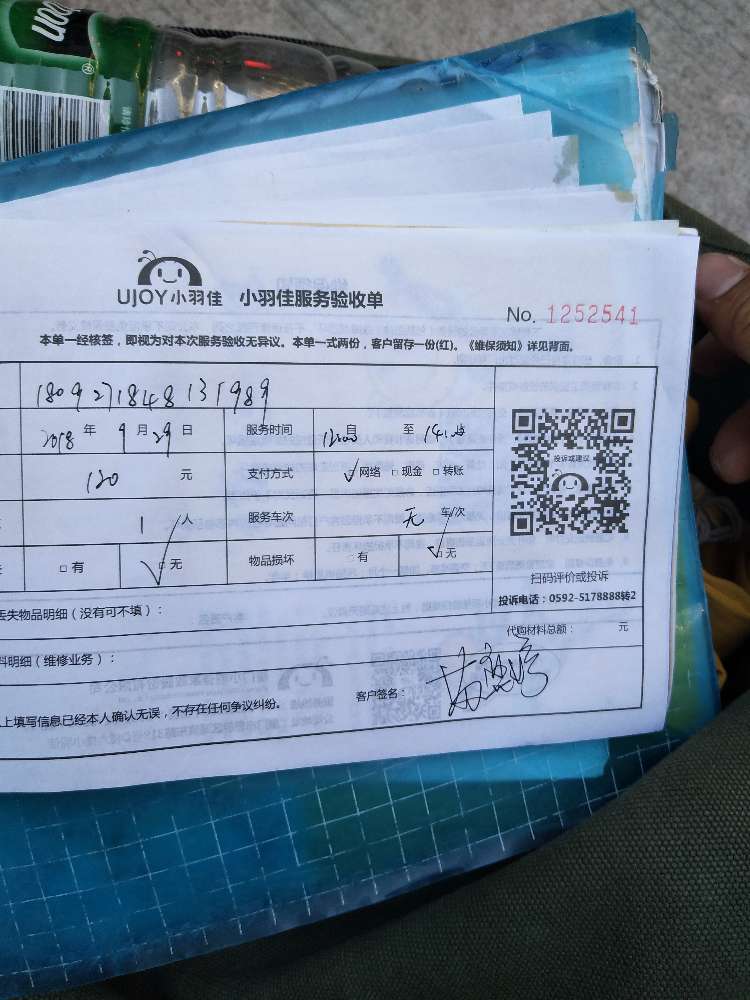 UJOY小羽佳 小羽佳服务验收单
No. 1252541
本单一经核签，即视为对本次服务验收无异议。本单一式两份，客户留存一份(红)。《维保须知》详见背面。
1809271848131989
2018 年 9 月 29 日 服务时间 12:00 自 至 14:00
120 元 支付方式 √网络 □现金 □转账
1 人 服务车次 无 车/次
□有 √无 物品损坏 □有 √无
投诉或建议
扫码评价或投诉
投诉电话：0592-5178888转2
丢失物品明细（没有可不填）：
代购材料总额： 元
料明细（维修业务）：
上填写信息已经本人确认无误，不存在任何争议纠纷。 客户签名：